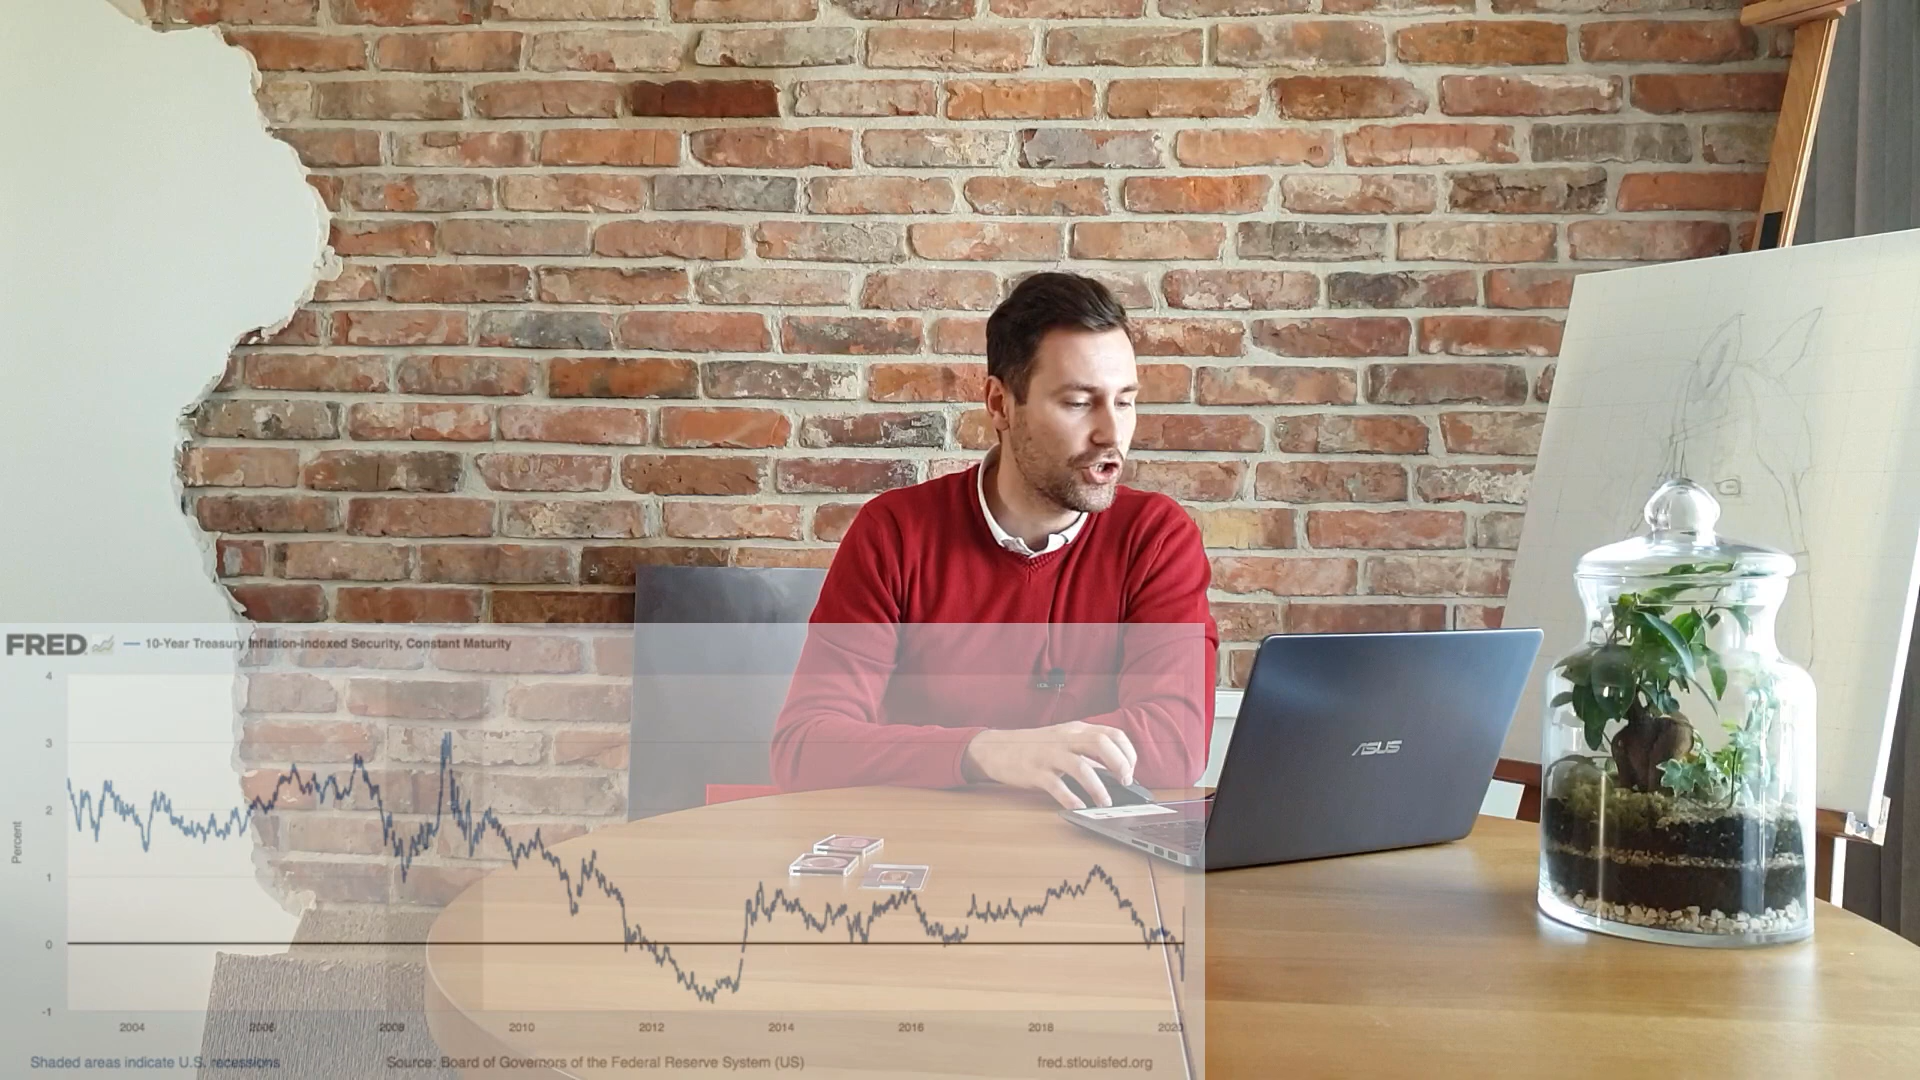 FRED 10-Year Treasury Inflation-Indexed Security, Constant Maturity
4
3
2
1
0
-1
Percent
2004 2006 2008 2010 2012 2014 2016 2018 2020
Shaded areas indicate U.S. recessions Source: Board of Governors of the Federal Reserve System (US) fred.stlouisfed.org
ASUS